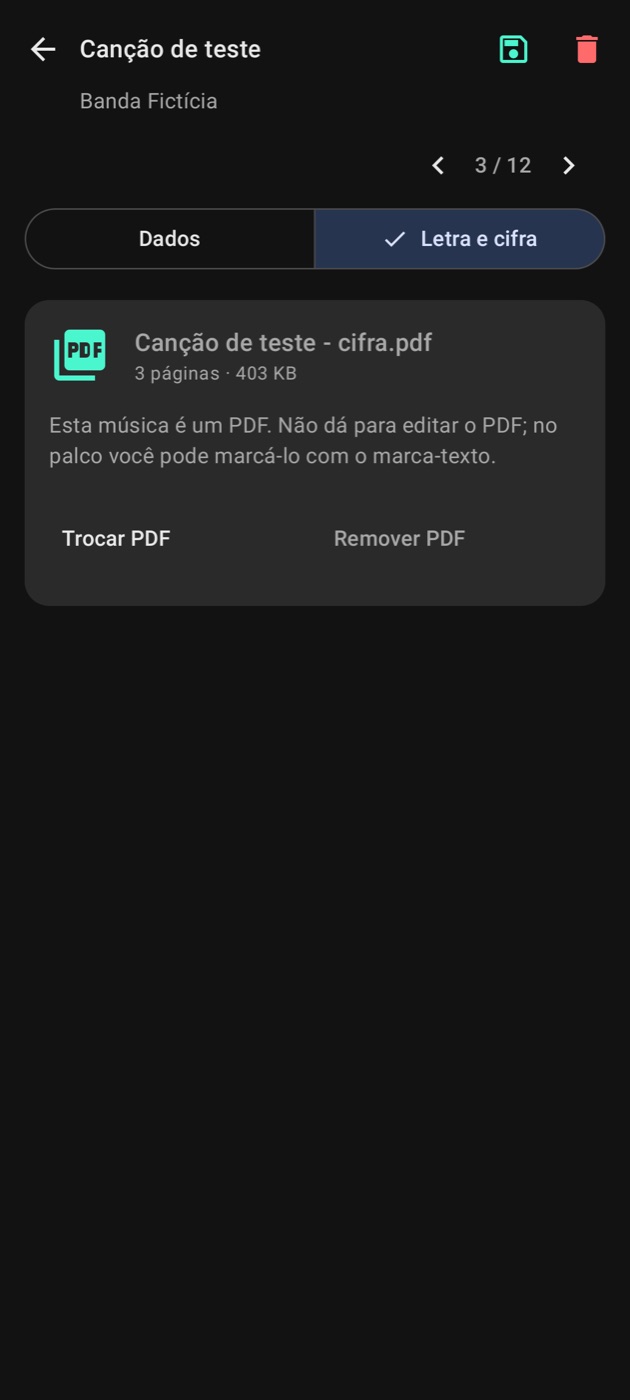 Canção de teste
Banda Fictícia
3 / 12
Dados
Letra e cifra
PDF
Canção de teste - cifra.pdf
3 páginas · 403 KB
Esta música é um PDF. Não dá para editar o PDF; no
palco você pode marcá-lo com o marca-texto.
Trocar PDF
Remover PDF